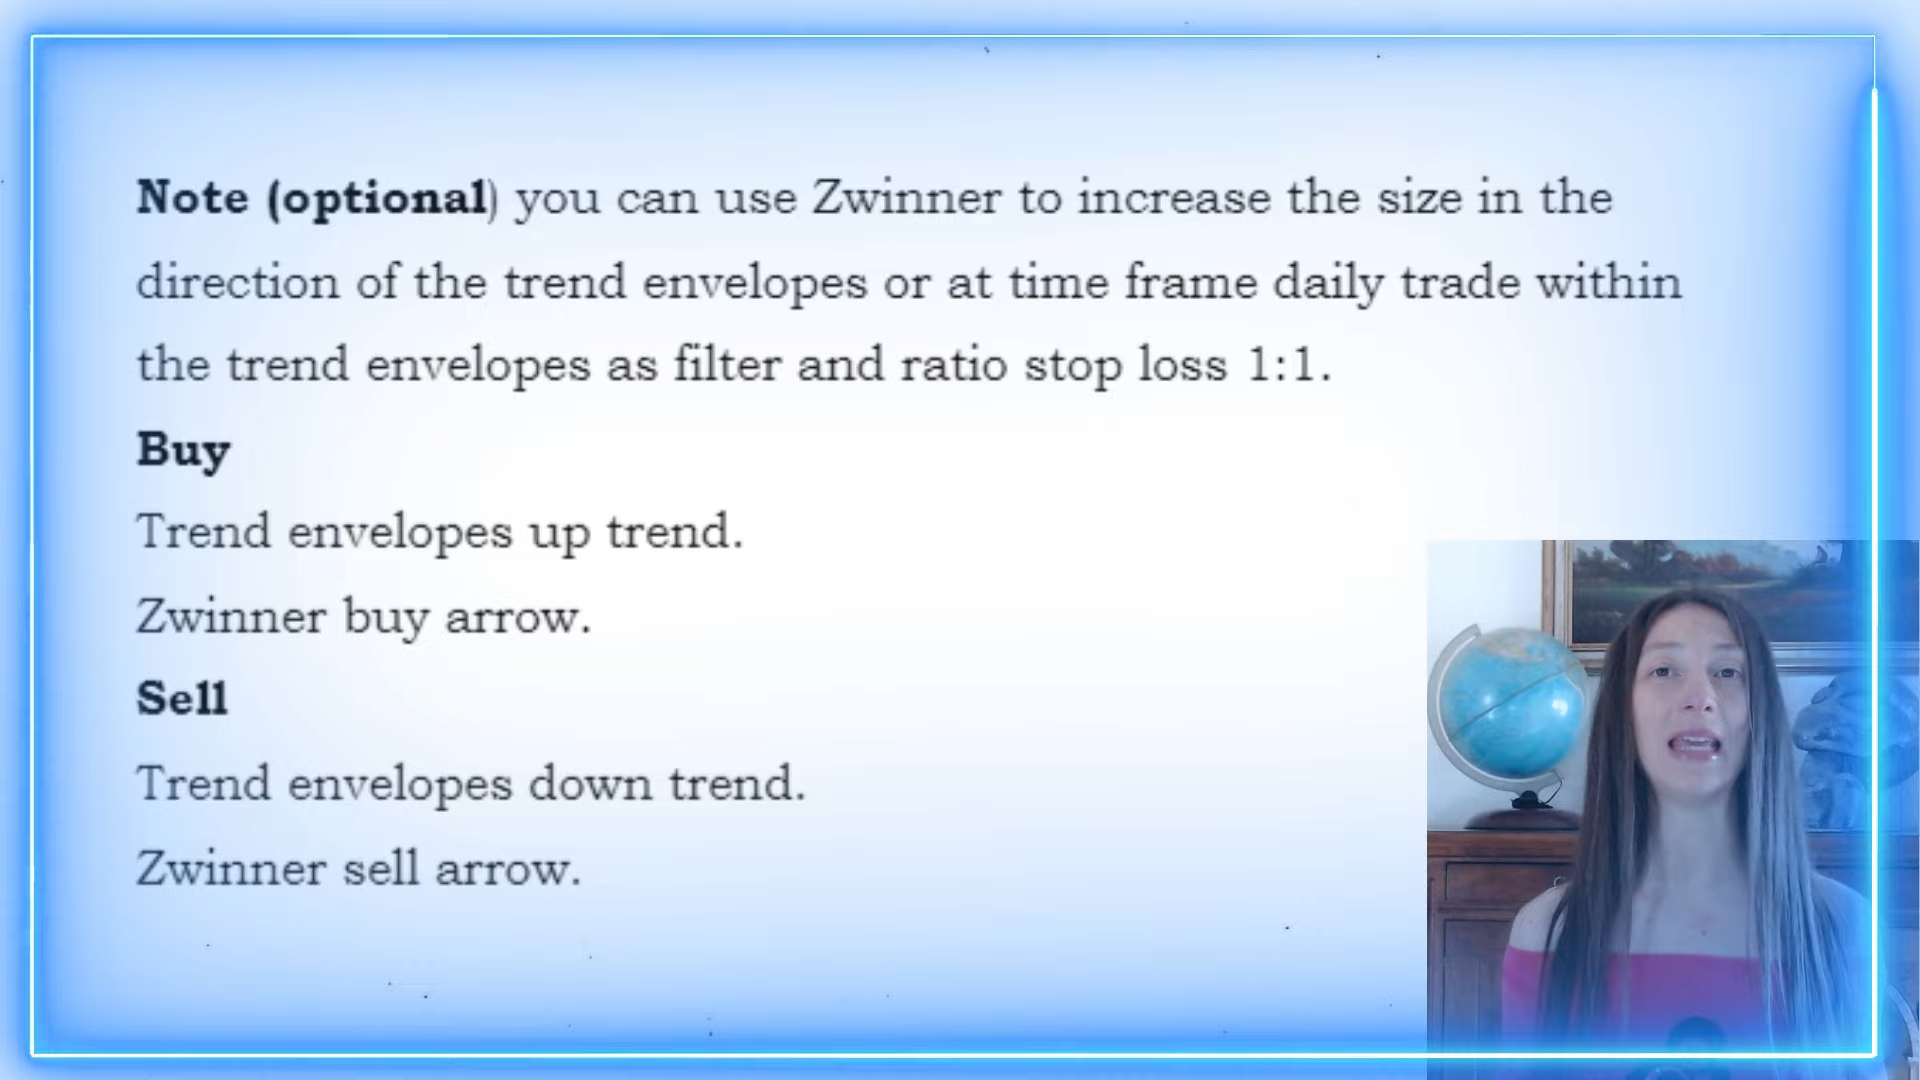 Note (optional) you can use Zwinner to increase the size in the
direction of the trend envelopes or at time frame daily trade within
the trend envelopes as filter and ratio stop loss 1:1.
Buy
Trend envelopes up trend.
Zwinner buy arrow.
Sell
Trend envelopes down trend.
Zwinner sell arrow.